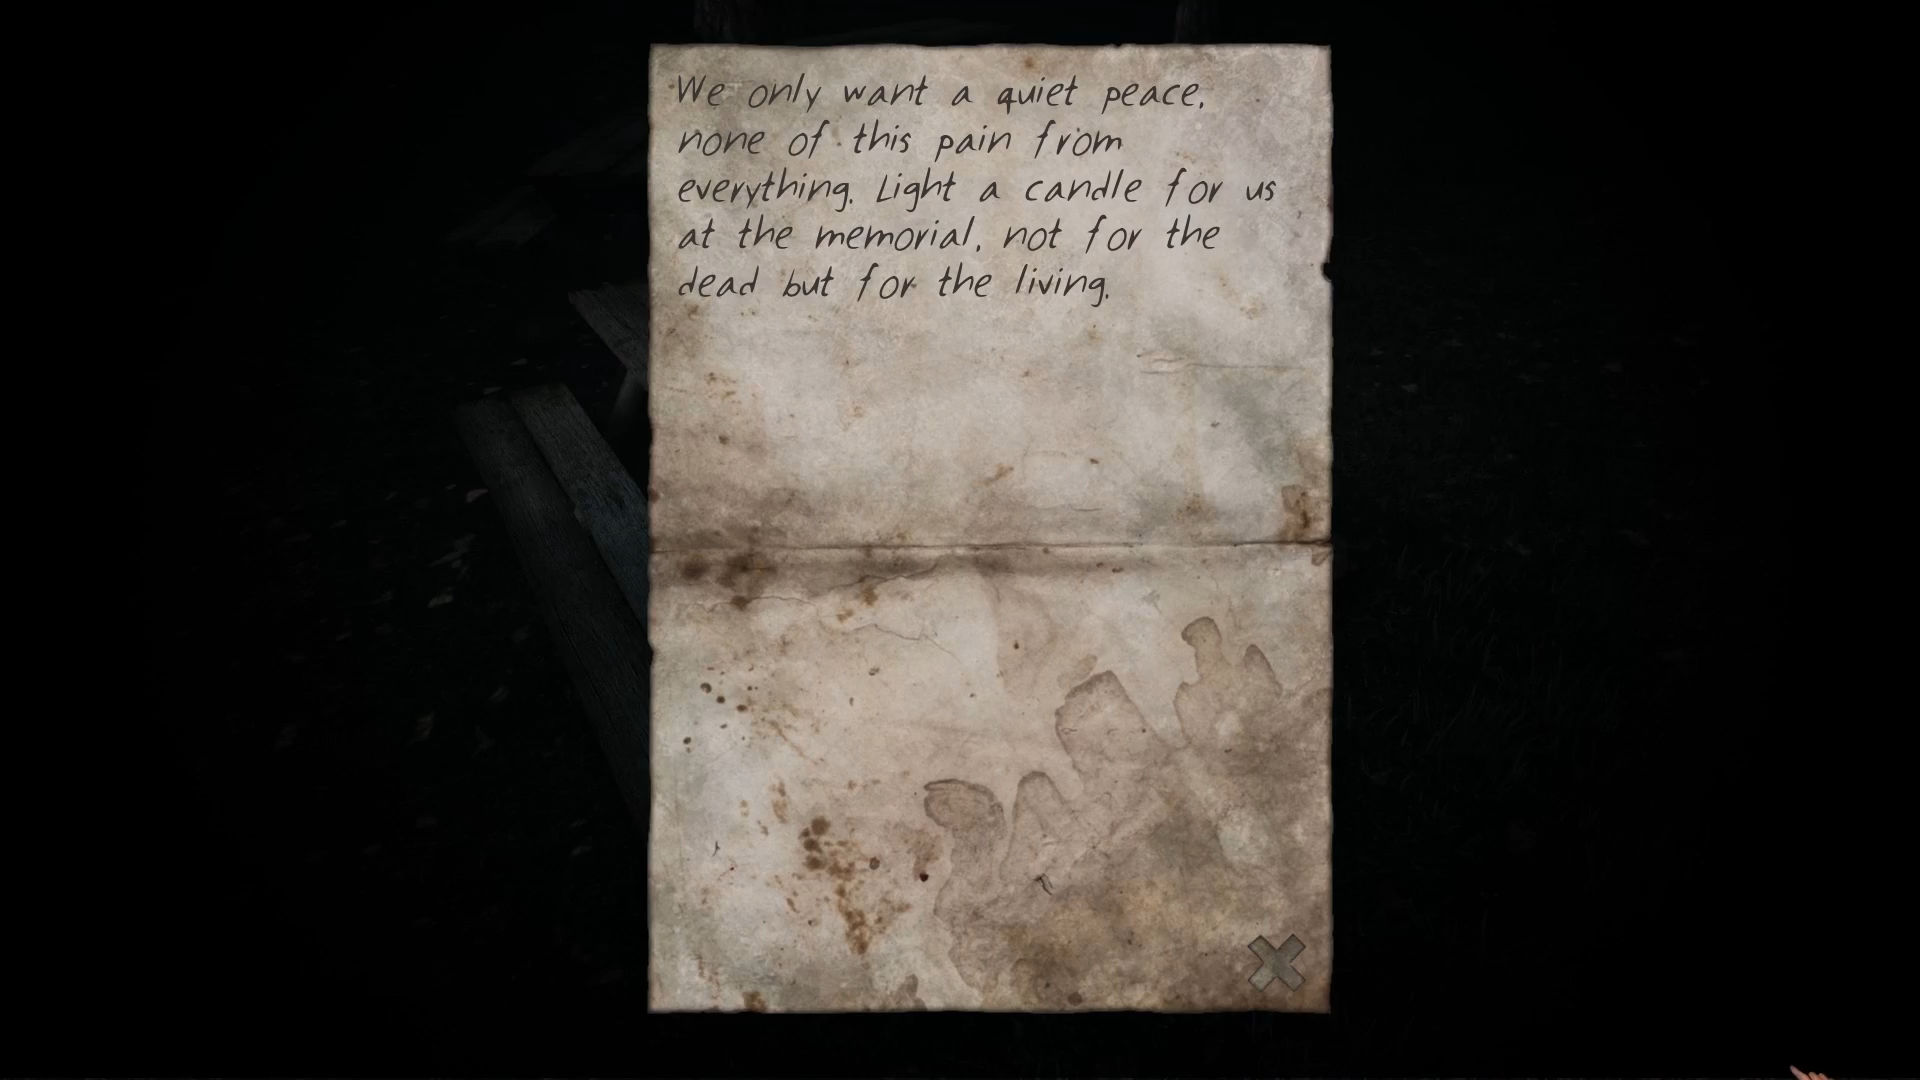 We only want a quiet peace,
none of this pain from
everything. Light a candle for us
at the memorial, not for the
dead but for the living.